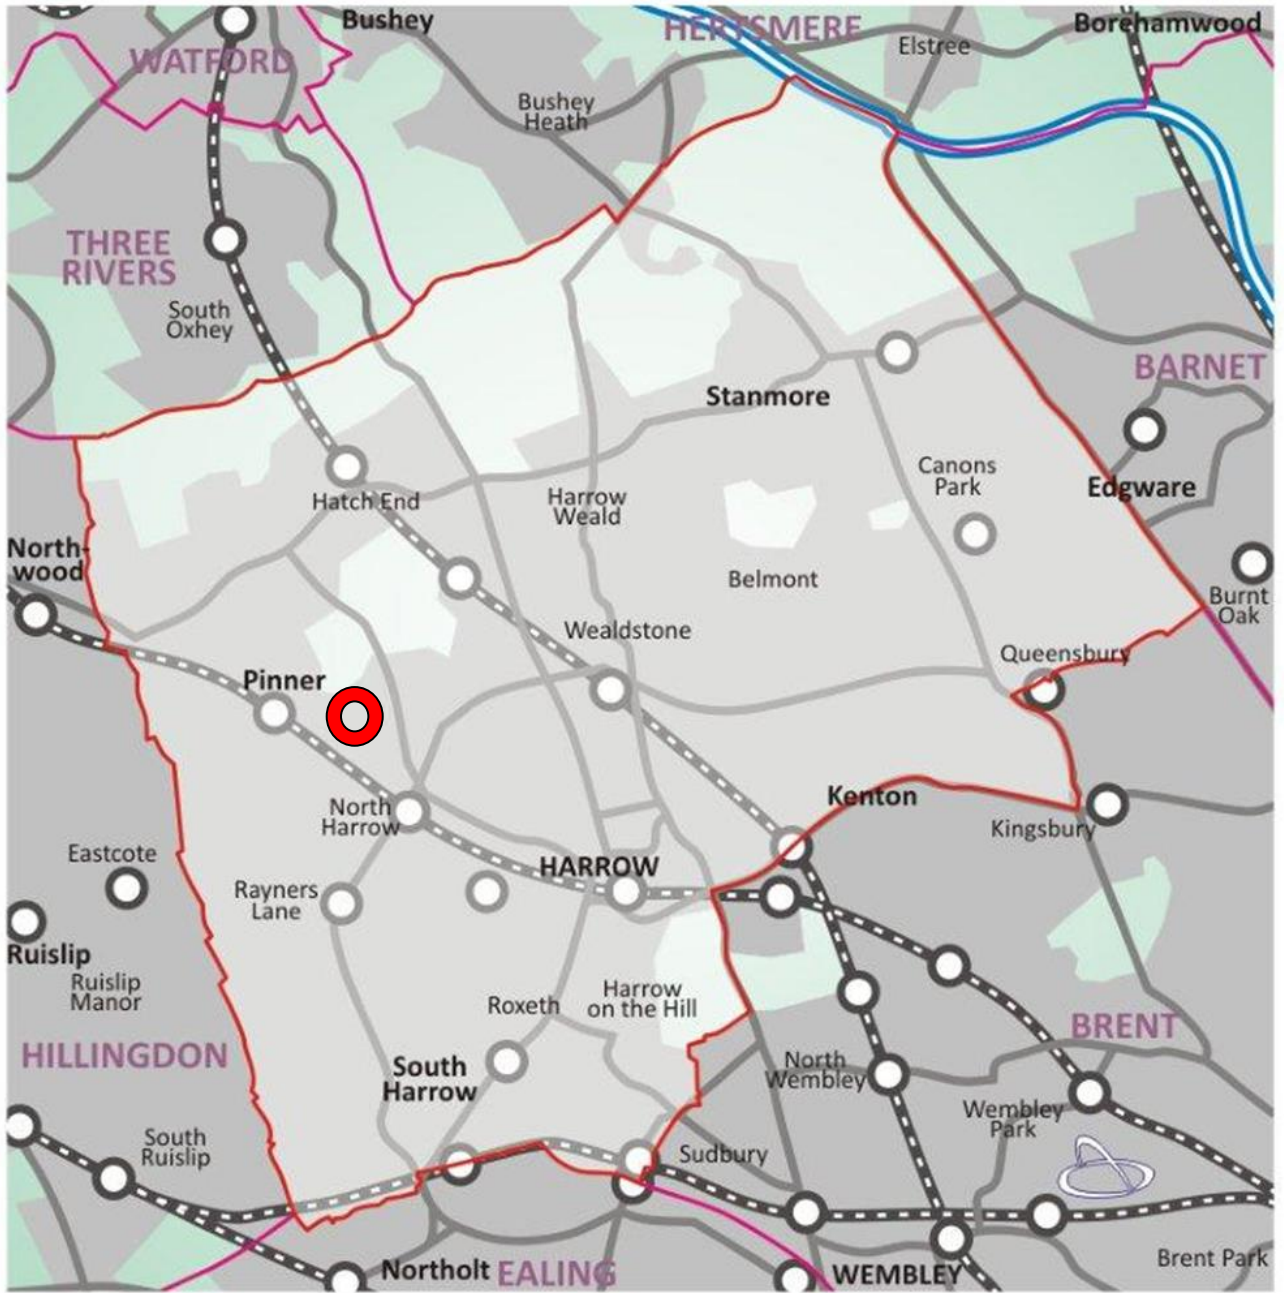 Bushey
HERTSMERE
Borehamwood
Elstree
WATFORD
Bushey
Heath
THREE
RIVERS
South
Oxhey
BARNET
Stanmore
Canons
Park
Edgware
Hatch End
Harrow
Weald
North-
wood
Belmont
Burnt
Oak
Wealdstone
Queensbury
Pinner
Kenton
North
Harrow
Kingsbury
Eastcote
HARROW
Rayners
Lane
Ruislip
Ruislip
Manor
Roxeth
Harrow
on the Hill
BRENT
HILLINGDON
South
Harrow
North
Wembley
Wembley
Park
South
Ruislip
Sudbury
Brent Park
Northolt
EALING
WEMBLEY